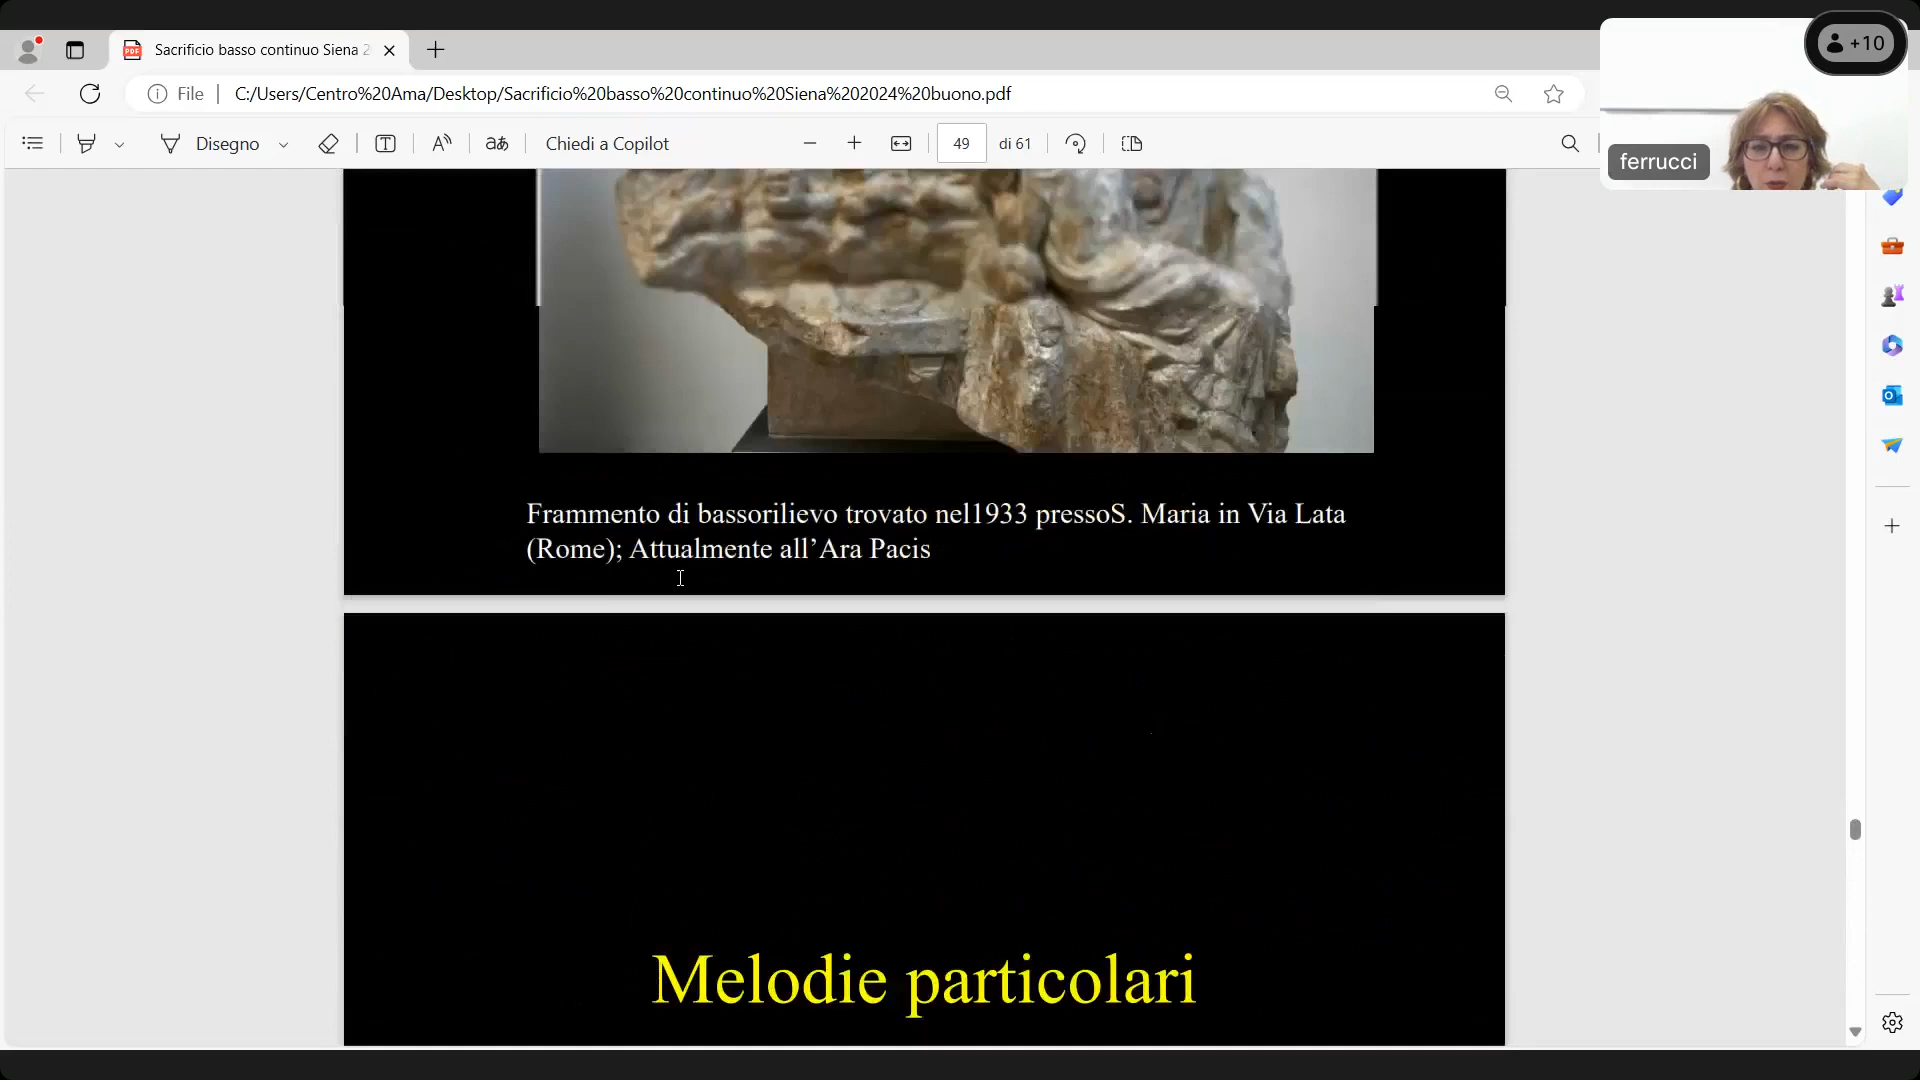 Sacrificio basso continuo Siena 2
+10
File
C:/Users/Centro%20Ama/Desktop/Sacrificio%20basso%20continuo%20Siena%202024%20buono.pdf
Disegno
Chiedi a Copilot
49
di 61
ferrucci
Frammento di bassorilievo trovato nel1933 pressoS. Maria in Via Lata
(Rome); Attualmente all’Ara Pacis
Melodie particolari